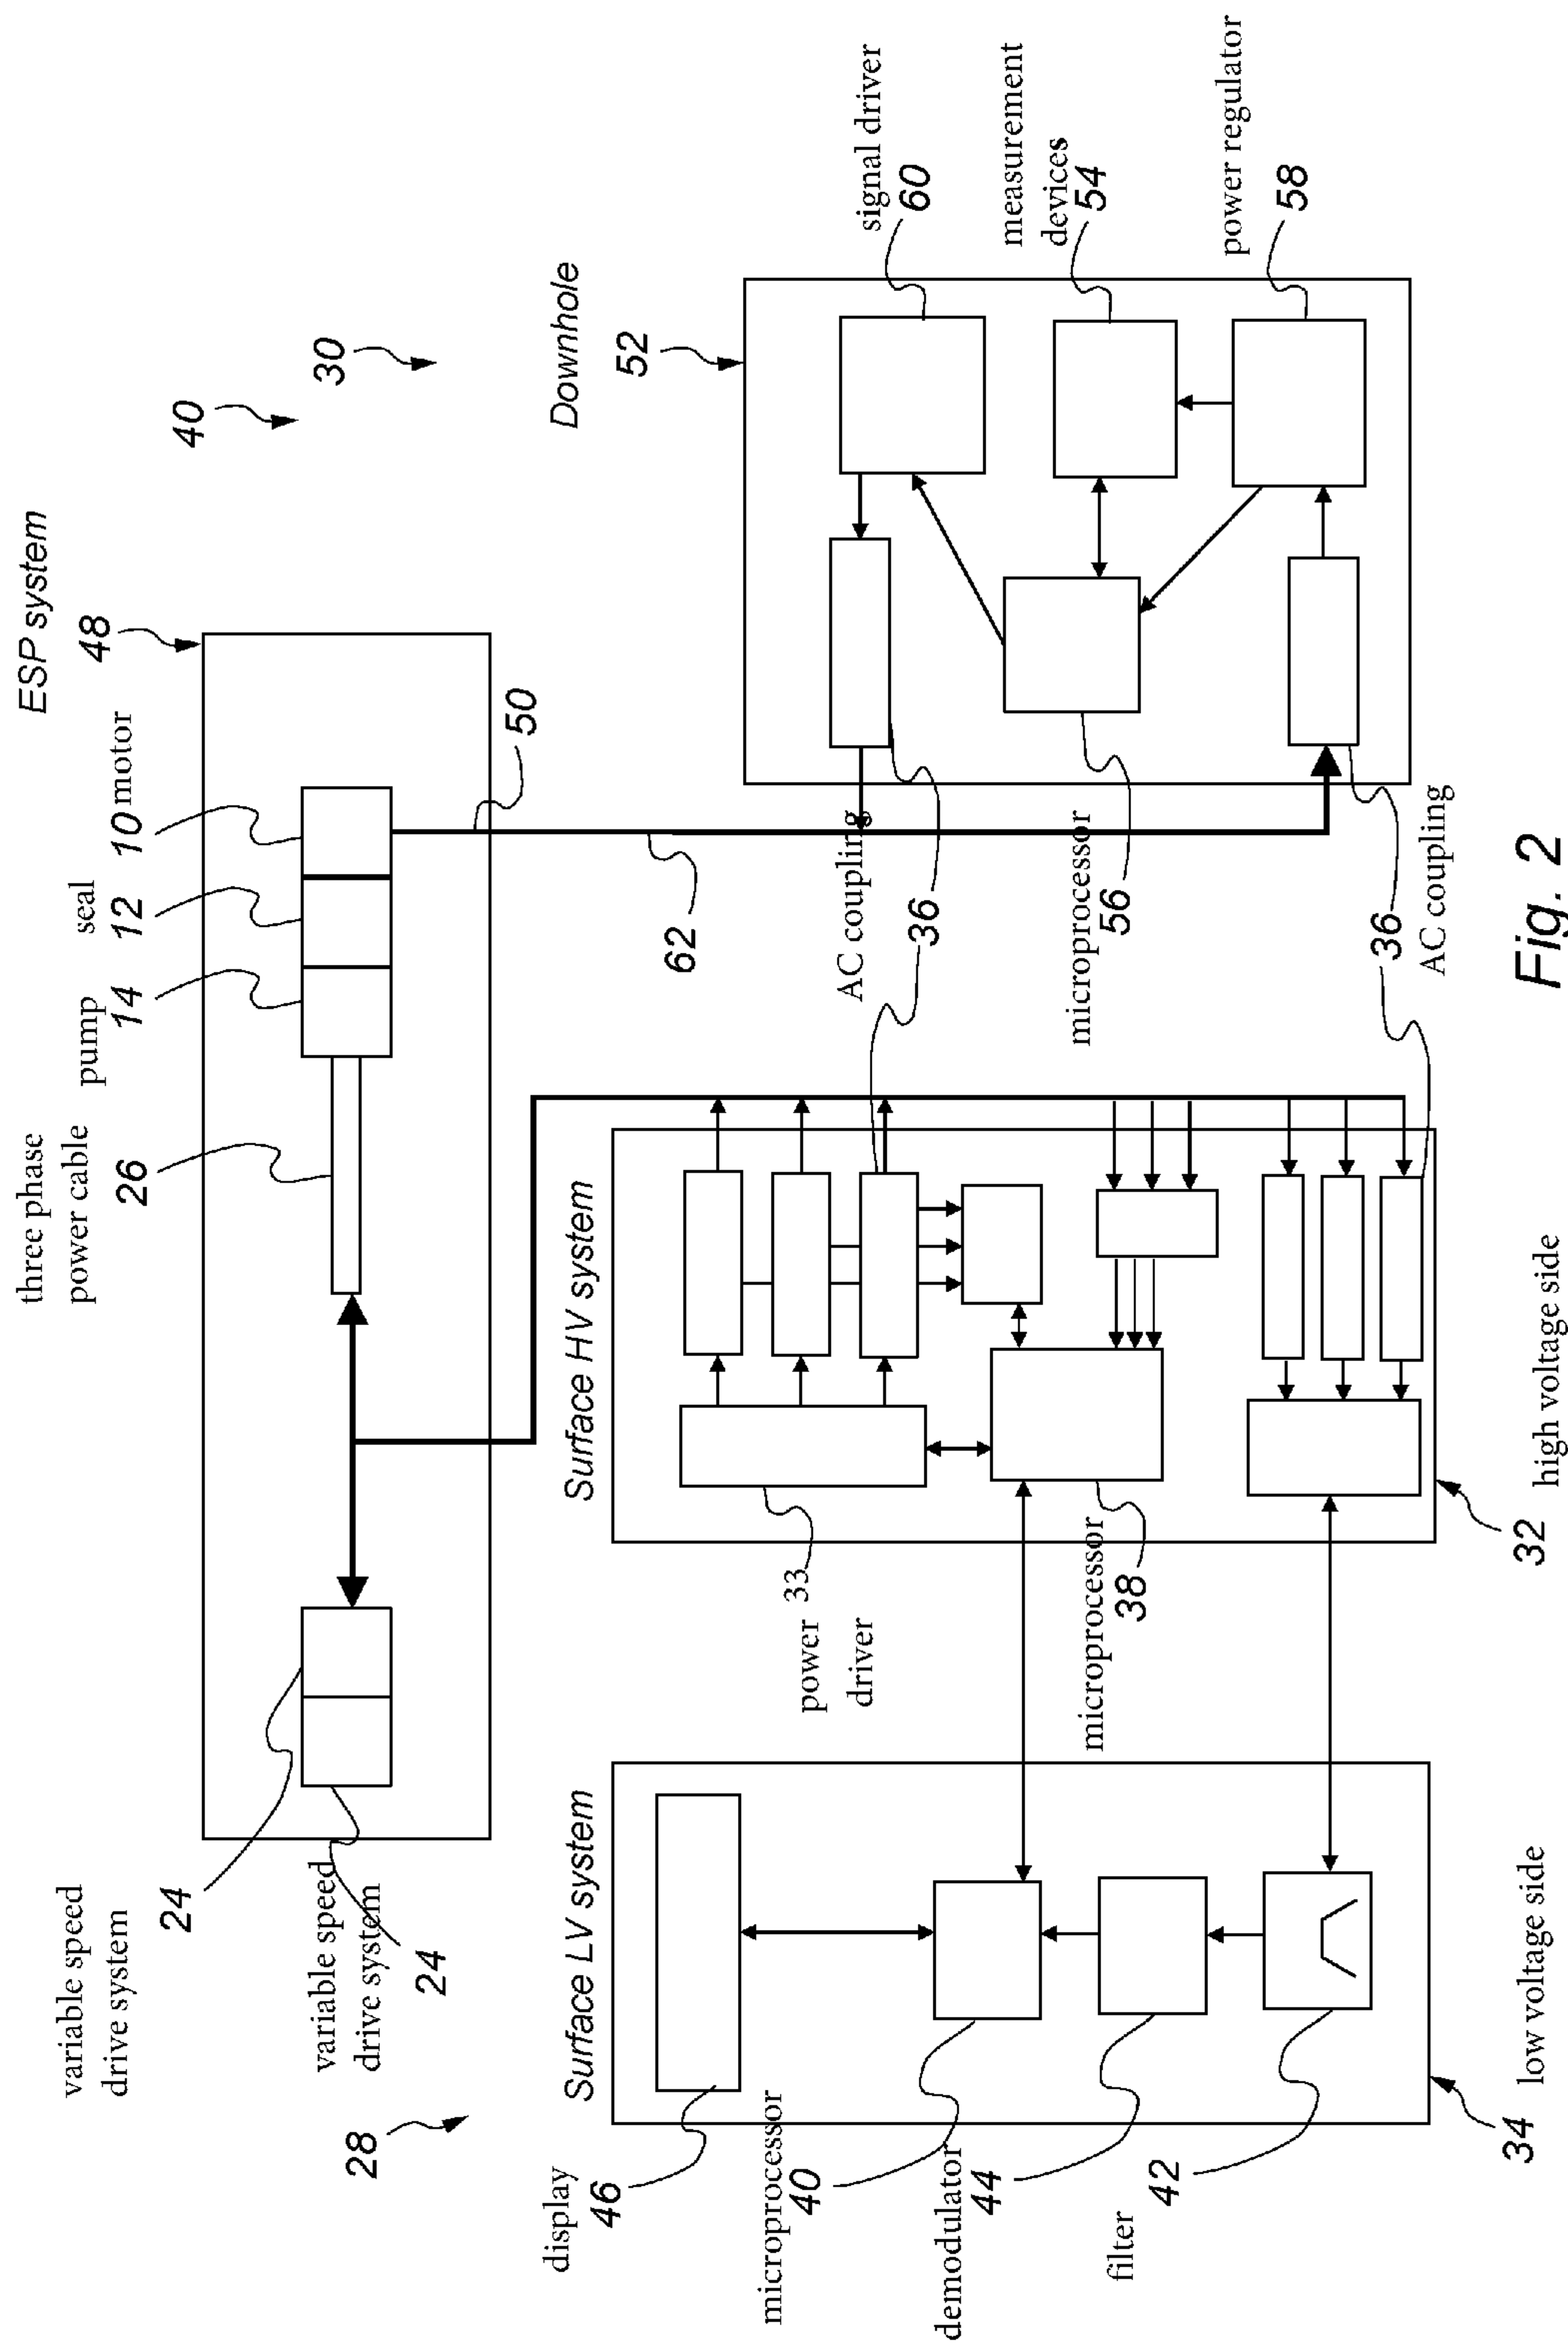 ESP system
48
40
30
three phase
power cable
26
pump
14
seal
12
motor
10
variable speed
drive system
24
variable speed
drive system
24
28
50
62
Surface LV system
display
46
microprocessor
40
demodulator
44
filter
42
34
low voltage side
Surface HV system
power
driver
33
microprocessor
38
32
high voltage side
AC coupling
36
36
AC coupling
Downhole
52
signal driver
60
measurement
devices
54
power regulator
58
microprocessor
56
Fig. 2